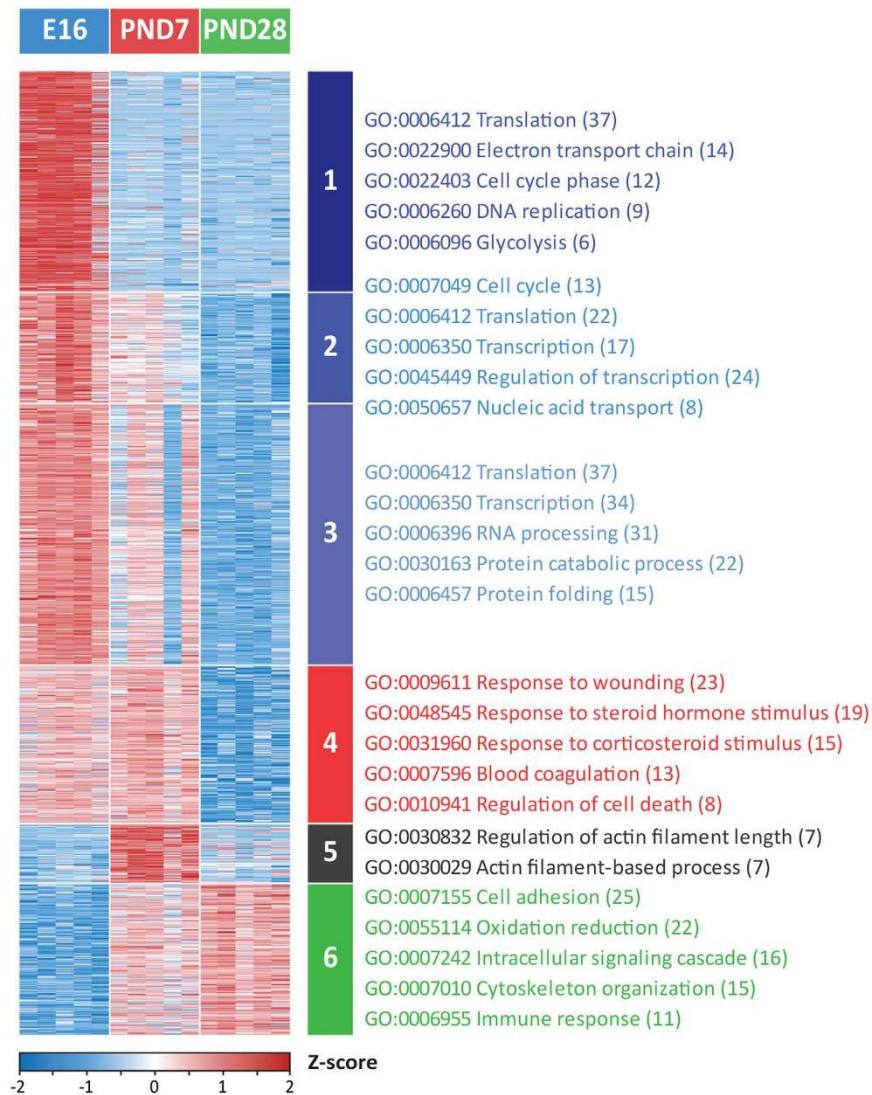 E16 PND7 PND28
1
GO:0006412 Translation (37)
GO:0022900 Electron transport chain (14)
GO:0022403 Cell cycle phase (12)
GO:0006260 DNA replication (9)
GO:0006096 Glycolysis (6)
2
GO:0007049 Cell cycle (13)
GO:0006412 Translation (22)
GO:0006350 Transcription (17)
GO:0045449 Regulation of transcription (24)
GO:0050657 Nucleic acid transport (8)
3
GO:0006412 Translation (37)
GO:0006350 Transcription (34)
GO:0006396 RNA processing (31)
GO:0030163 Protein catabolic process (22)
GO:0006457 Protein folding (15)
4
GO:0009611 Response to wounding (23)
GO:0048545 Response to steroid hormone stimulus (19)
GO:0031960 Response to corticosteroid stimulus (15)
GO:0007596 Blood coagulation (13)
GO:0010941 Regulation of cell death (8)
5
GO:0030832 Regulation of actin filament length (7)
GO:0030029 Actin filament-based process (7)
6
GO:0007155 Cell adhesion (25)
GO:0055114 Oxidation reduction (22)
GO:0007242 Intracellular signaling cascade (16)
GO:0007010 Cytoskeleton organization (15)
GO:0006955 Immune response (11)
Z-score
-2 -1 0 1 2